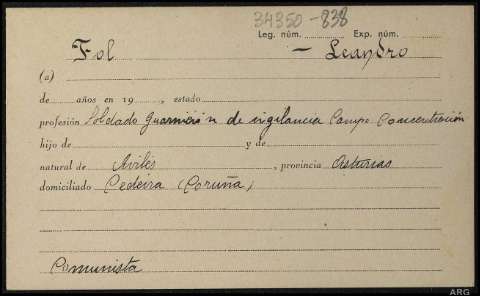 34350-838
Leg. núm. Exp. núm.
Fol - Leandro
(a)
de años en 19 , estado
profesión Soldado Guarnición de vigilancia Campo Concentración
hijo de y de
natural de Avilés , provincia Asturias
domiciliado Cedeira (Coruña)
Comunista
ARG